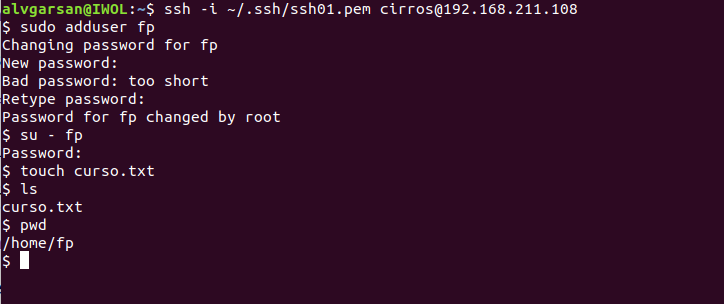 alvgarsan@IWOL:~$ ssh -i ~/.ssh/ssh01.pem cirros@192.168.211.108
$ sudo adduser fp
Changing password for fp
New password:
Bad password: too short
Retype password:
Password for fp changed by root
$ su - fp
Password:
$ touch curso.txt
$ ls
curso.txt
$ pwd
/home/fp
$